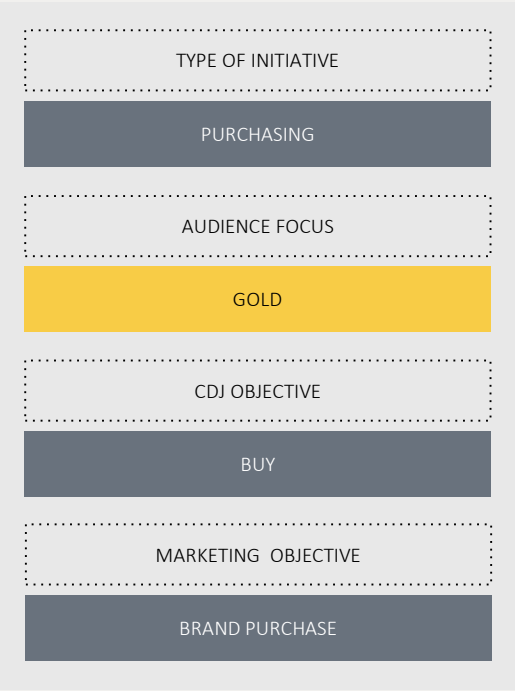 TYPE OF INITIATIVE
PURCHASING
AUDIENCE FOCUS
GOLD
CDJ OBJECTIVE
BUY
MARKETING  OBJECTIVE
BRAND PURCHASE